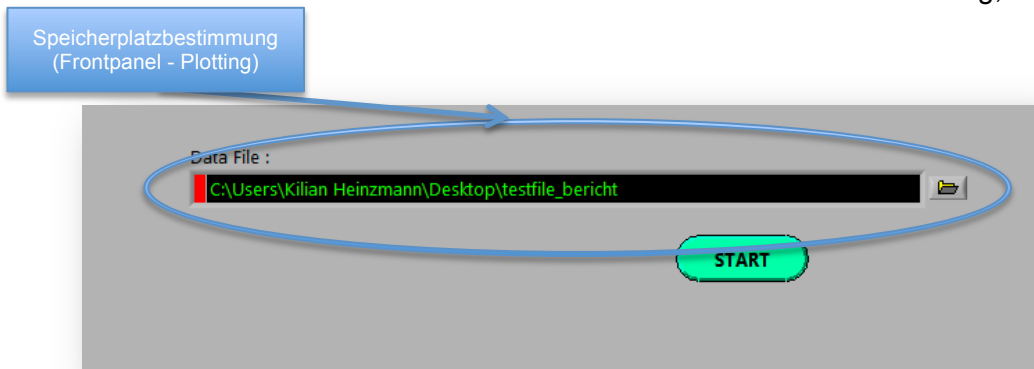 Speicherplatzbestimmung
(Frontpanel - Plotting)
Data File :
C:\Users\Kilian Heinzmann\Desktop\testfile_bericht
START